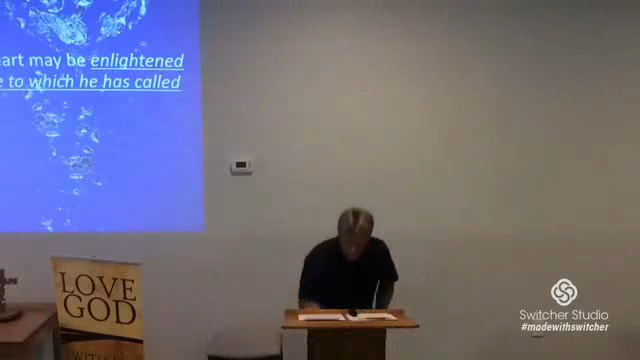 art may be enlightened
to which he has called
LOVE
GOD
Switcher Studio
#madewithswitcher